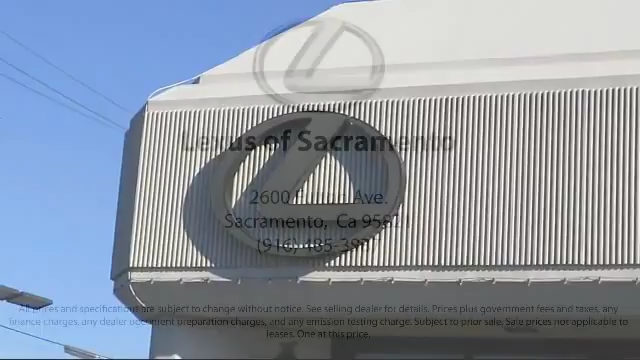 Lexus of Sacramento
2600 Ave.
Sacramento, Ca
(916)
All prices and specifications are subject to change without notice. See selling dealer for details. Prices plus government fees and taxes, any
finance charges, any dealer document preparation charges, and any emission testing charge. Subject to prior sale. Sale prices not applicable to
leases. One at this price.